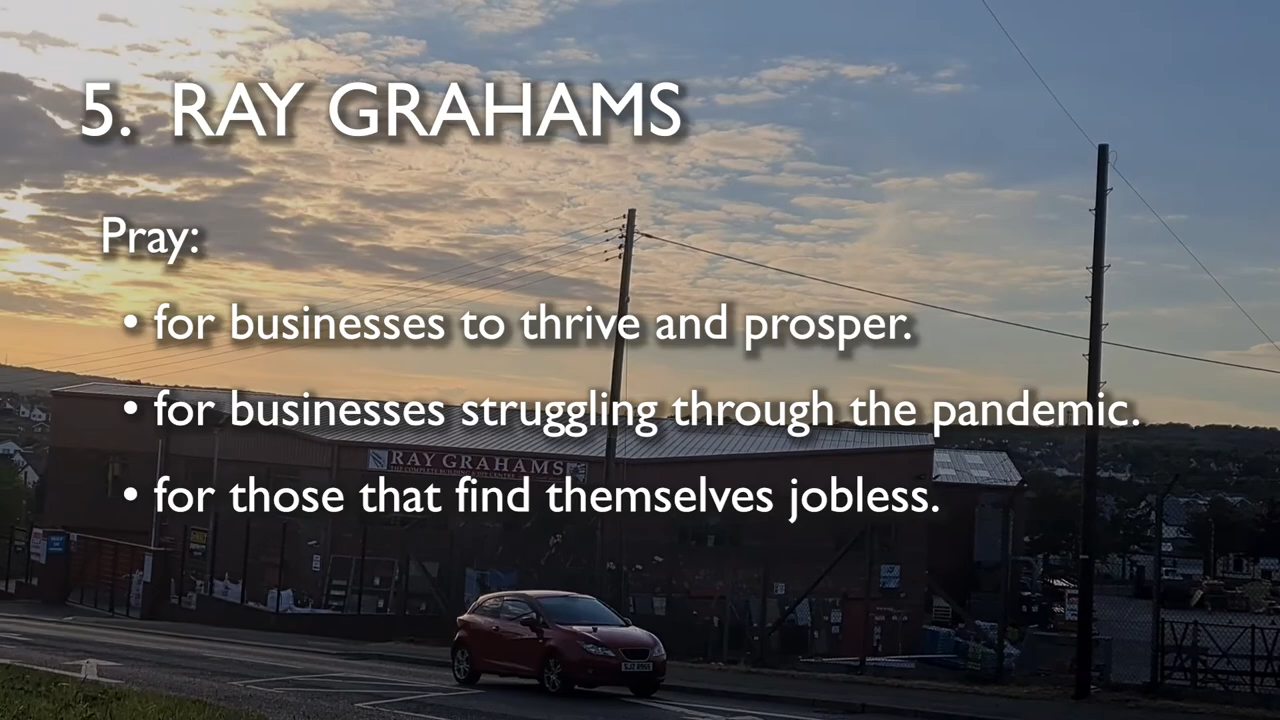 5. RAY GRAHAMS
Pray:
• for businesses to thrive and prosper.
• for businesses struggling through the pandemic.
RAY GRAHAMS
• for those that find themselves jobless.